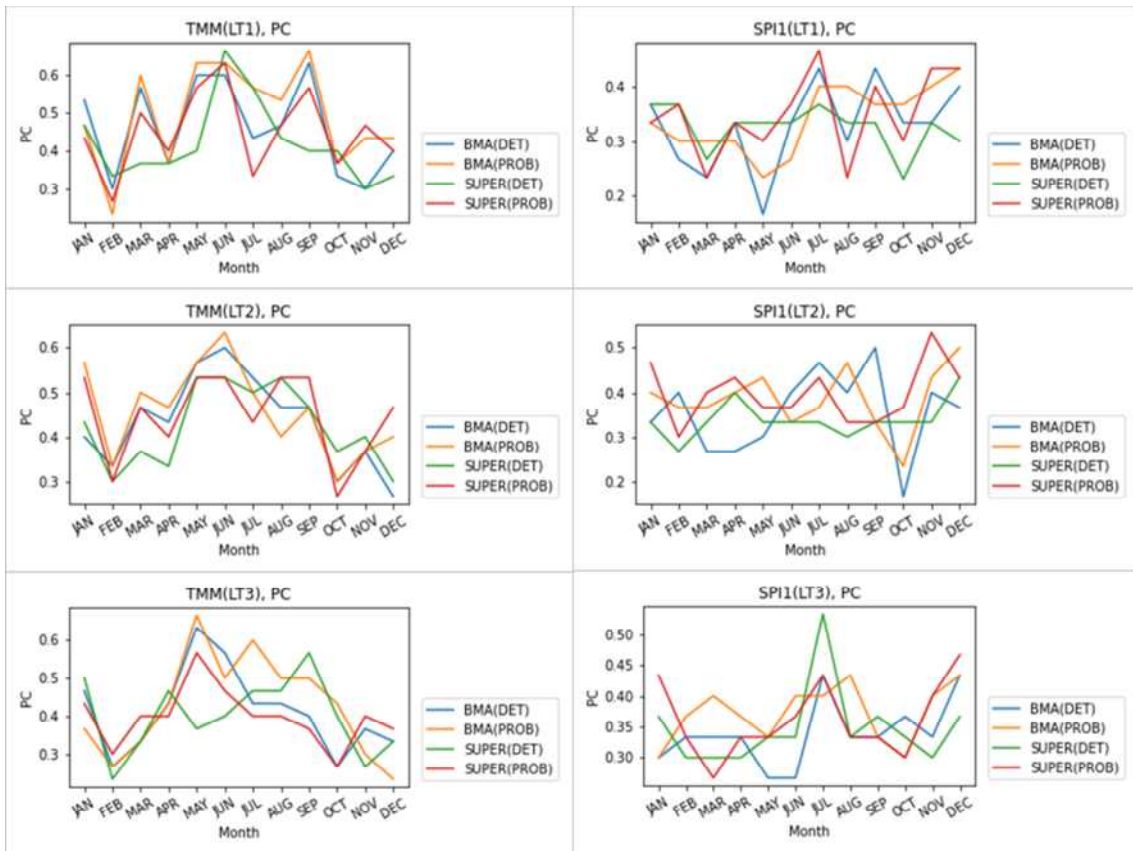 TMM(LT1), PC
PC
0.6
0.5
0.4
0.3
JAN FEB MAR APR MAY JUN JUL AUG SEP OCT NOV DEC
Month
BMA(DET)
BMA(PROB)
SUPER(DET)
SUPER(PROB)
SPI1(LT1), PC
PC
0.4
0.3
0.2
JAN FEB MAR APR MAY JUN JUL AUG SEP OCT NOV DEC
Month
BMA(DET)
BMA(PROB)
SUPER(DET)
SUPER(PROB)
TMM(LT2), PC
PC
0.6
0.5
0.4
0.3
JAN FEB MAR APR MAY JUN JUL AUG SEP OCT NOV DEC
Month
BMA(DET)
BMA(PROB)
SUPER(DET)
SUPER(PROB)
SPI1(LT2), PC
PC
0.5
0.4
0.3
0.2
JAN FEB MAR APR MAY JUN JUL AUG SEP OCT NOV DEC
Month
BMA(DET)
BMA(PROB)
SUPER(DET)
SUPER(PROB)
TMM(LT3), PC
PC
0.6
0.5
0.4
0.3
JAN FEB MAR APR MAY JUN JUL AUG SEP OCT NOV DEC
Month
BMA(DET)
BMA(PROB)
SUPER(DET)
SUPER(PROB)
SPI1(LT3), PC
PC
0.50
0.45
0.40
0.35
0.30
JAN FEB MAR APR MAY JUN JUL AUG SEP OCT NOV DEC
Month
BMA(DET)
BMA(PROB)
SUPER(DET)
SUPER(PROB)